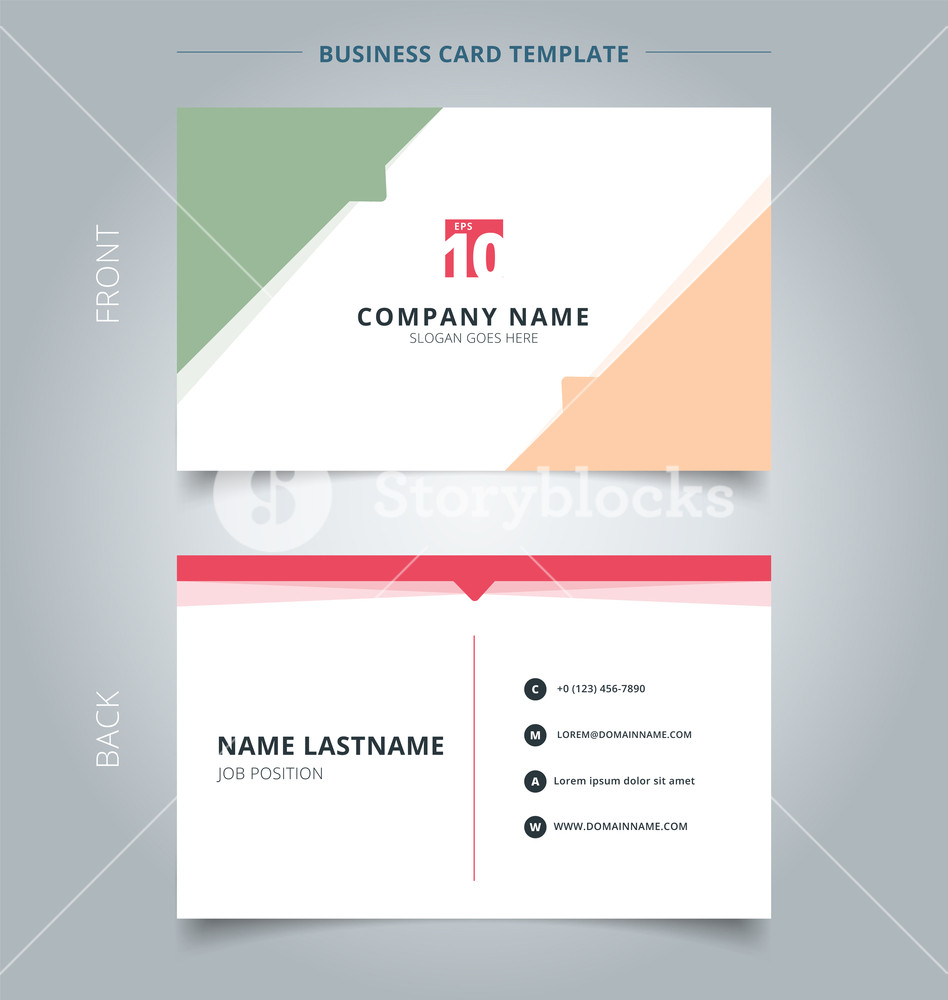 BUSINESS CARD TEMPLATE
FRONT
EPS
10
COMPANY NAME
SLOGAN GOES HERE
Storyblocks
BACK
NAME LASTNAME
JOB POSITION
C +0 (123) 456-7890
M LOREM@DOMAINNAME.COM
A Lorem ipsum dolor sit amet
W WWW.DOMAINNAME.COM